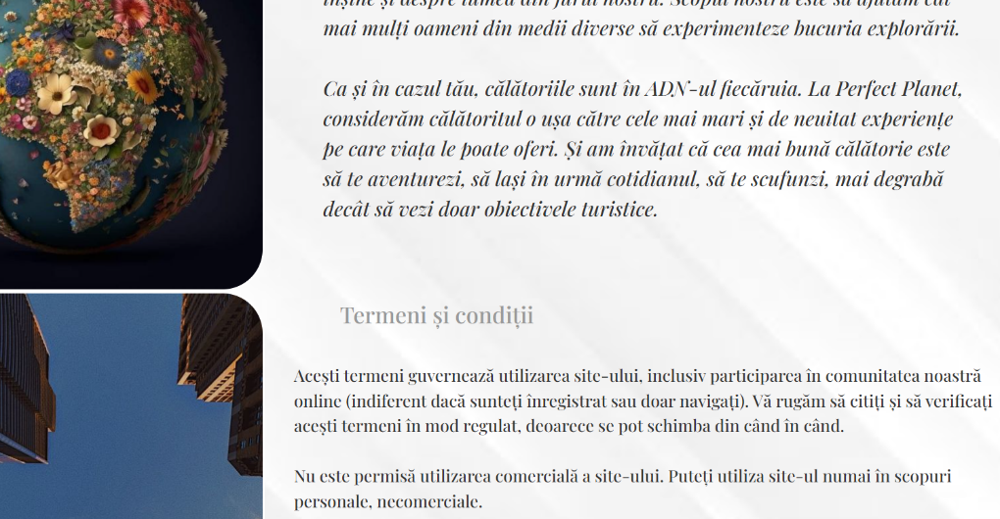 înșine și despre lumea din jurul nostru. Scopul nostru este să ajutăm cât
mai mulți oameni din medii diverse să experimenteze bucuria explorării.
Ca și în cazul tău, călătoriile sunt în ADN-ul fiecăruia. La Perfect Planet,
considerăm călătoritul o ușa către cele mai mari și de neuitat experiențe
pe care viața le poate oferi. Și am învățat că cea mai bună călătorie este
să te aventurezi, să lași în urmă cotidianul, să te scufunzi, mai degrabă
decât să vezi doar obiectivele turistice.
Termeni și condiții
Acești termeni guvernează utilizarea site-ului, inclusiv participarea în comunitatea noastră
online (indiferent dacă sunteți înregistrat sau doar navigați). Vă rugăm să citiți și să verificați
acești termeni în mod regulat, deoarece se pot schimba din când în când.
Nu este permisă utilizarea comercială a site-ului. Puteți utiliza site-ul numai în scopuri
personale, necomerciale.